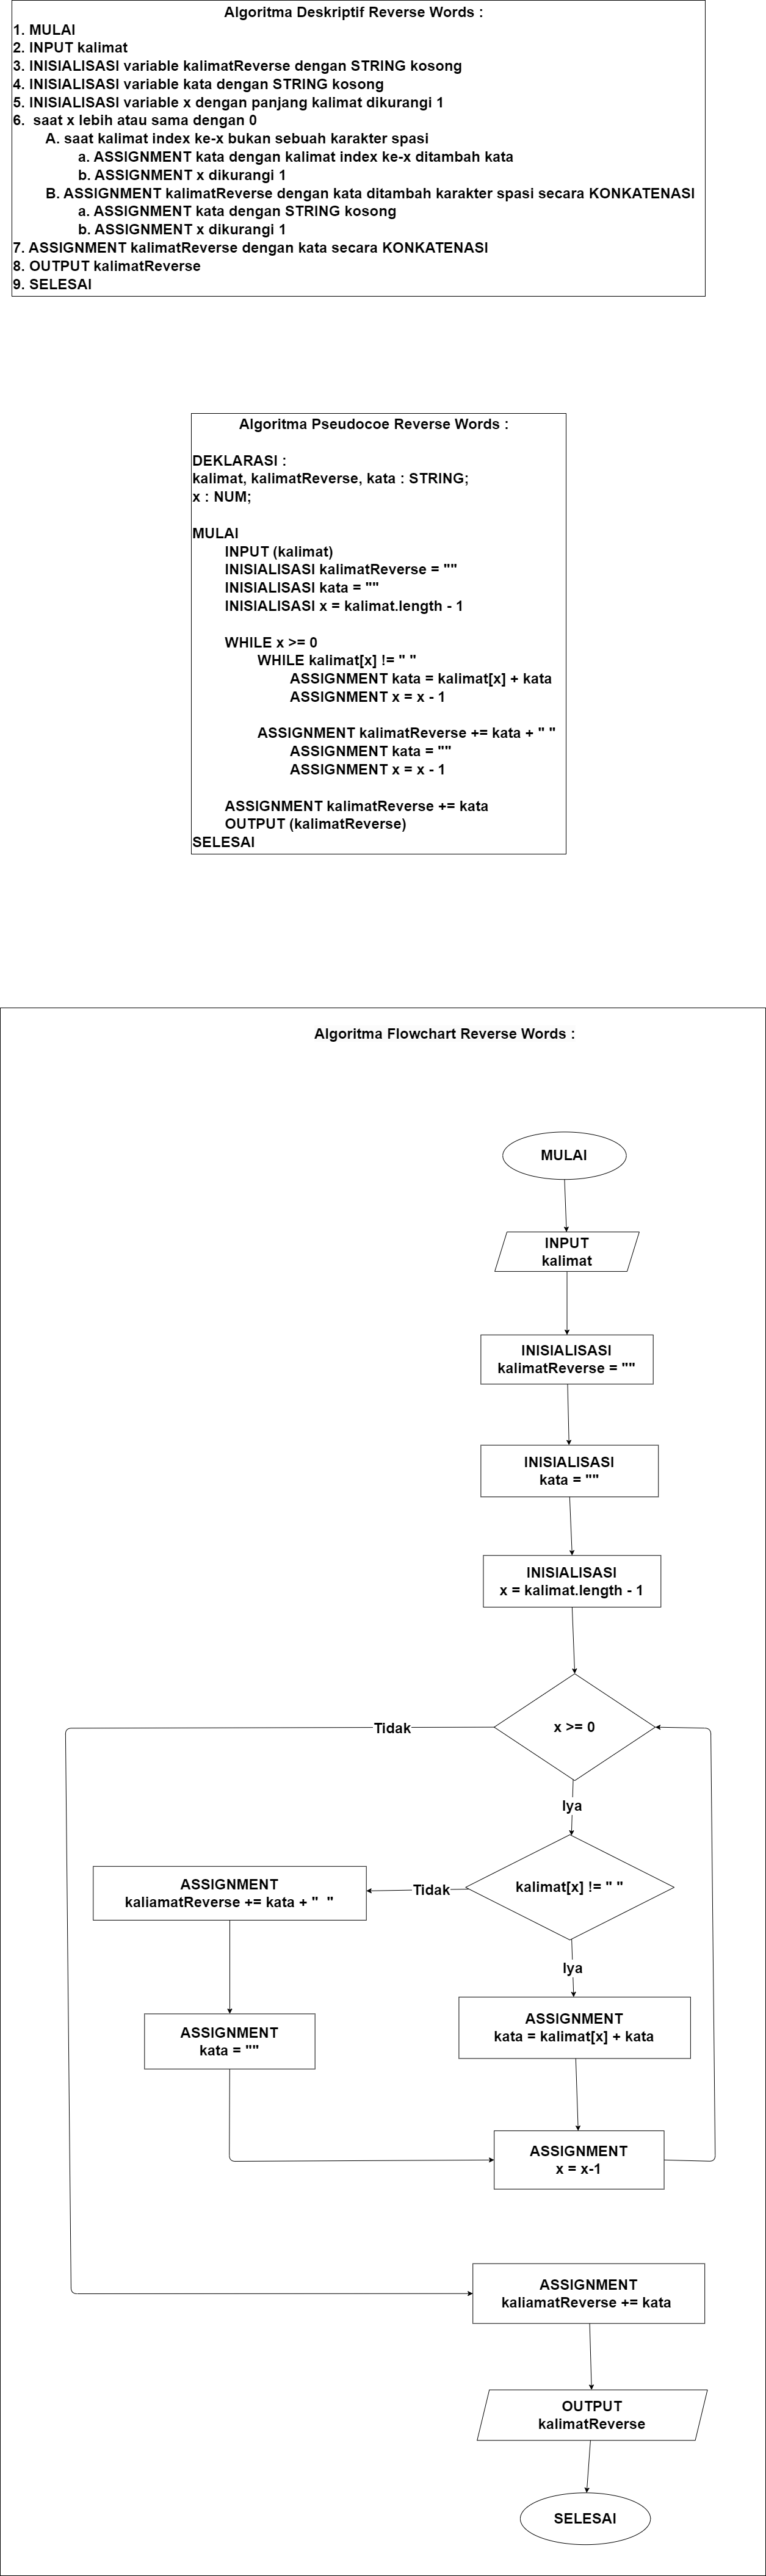 Algoritma Deskriptif Reverse Words :
1. MULAI
2. INPUT kalimat
3. INISIALISASI variable kalimatReverse dengan STRING kosong
4. INISIALISASI variable kata dengan STRING kosong
5. INISIALISASI variable x dengan panjang kalimat dikurangi 1
6.  saat x lebih atau sama dengan 0
A. saat kalimat index ke-x bukan sebuah karakter spasi
a. ASSIGNMENT kata dengan kalimat index ke-x ditambah kata
b. ASSIGNMENT x dikurangi 1
B. ASSIGNMENT kalimatReverse dengan kata ditambah karakter spasi secara KONKATENASI
a. ASSIGNMENT kata dengan STRING kosong
b. ASSIGNMENT x dikurangi 1
7. ASSIGNMENT kalimatReverse dengan kata secara KONKATENASI
8. OUTPUT kalimatReverse
9. SELESAI
Algoritma Pseudocoe Reverse Words :
DEKLARASI :
kalimat, kalimatReverse, kata : STRING;
x : NUM;
MULAI
INPUT (kalimat)
INISIALISASI kalimatReverse = ""
INISIALISASI kata = ""
INISIALISASI x = kalimat.length - 1
WHILE x >= 0
WHILE kalimat[x] != " "
ASSIGNMENT kata = kalimat[x] + kata
ASSIGNMENT x = x - 1
ASSIGNMENT kalimatReverse += kata + " "
ASSIGNMENT kata = ""
ASSIGNMENT x = x - 1
ASSIGNMENT kalimatReverse += kata
OUTPUT (kalimatReverse)
SELESAI
Algoritma Flowchart Reverse Words :
MULAI
INPUT
kalimat
INISIALISASI
kalimatReverse = ""
INISIALISASI
kata = ""
INISIALISASI
x = kalimat.length - 1
x >= 0
Tidak
Iya
kalimat[x] != " "
Tidak
ASSIGNMENT
kaliamatReverse += kata + "  "
Iya
ASSIGNMENT
kata = kalimat[x] + kata
ASSIGNMENT
kata = ""
ASSIGNMENT
x = x-1
ASSIGNMENT
kaliamatReverse += kata
OUTPUT
kalimatReverse
SELESAI